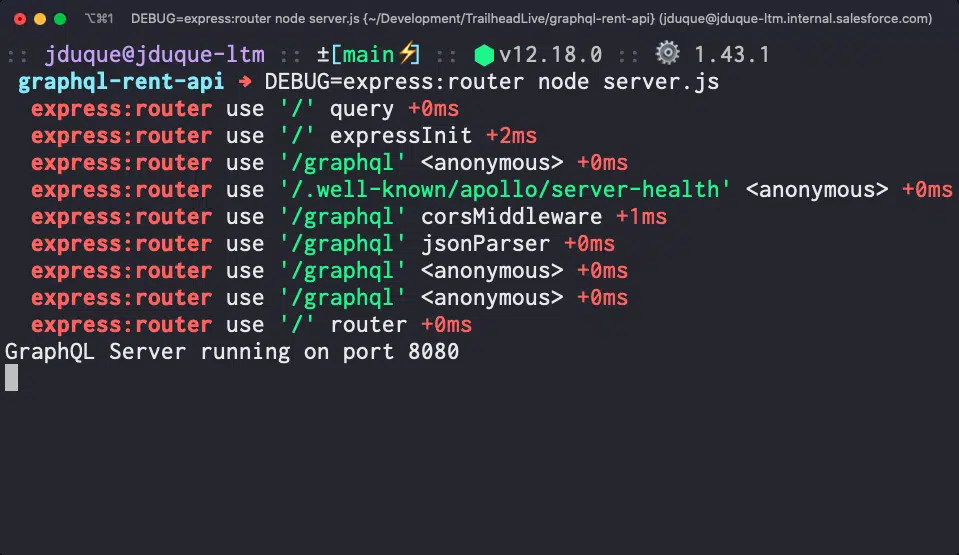 ⌥⌘1 DEBUG=express:router node server.js {~/Development/TrailheadLive/graphql-rent-api} (jduque@jduque-ltm.internal.salesforce.com)
:: jduque@jduque-ltm :: ±[main⚡] :: ⬢v12.18.0 :: ⚙️ 1.43.1
graphql-rent-api ➜ DEBUG=express:router node server.js
express:router use '/' query +0ms
express:router use '/' expressInit +2ms
express:router use '/graphql' <anonymous> +0ms
express:router use '/.well-known/apollo/server-health' <anonymous> +0ms
express:router use '/graphql' corsMiddleware +1ms
express:router use '/graphql' jsonParser +0ms
express:router use '/graphql' <anonymous> +0ms
express:router use '/graphql' <anonymous> +0ms
express:router use '/' router +0ms
GraphQL Server running on port 8080